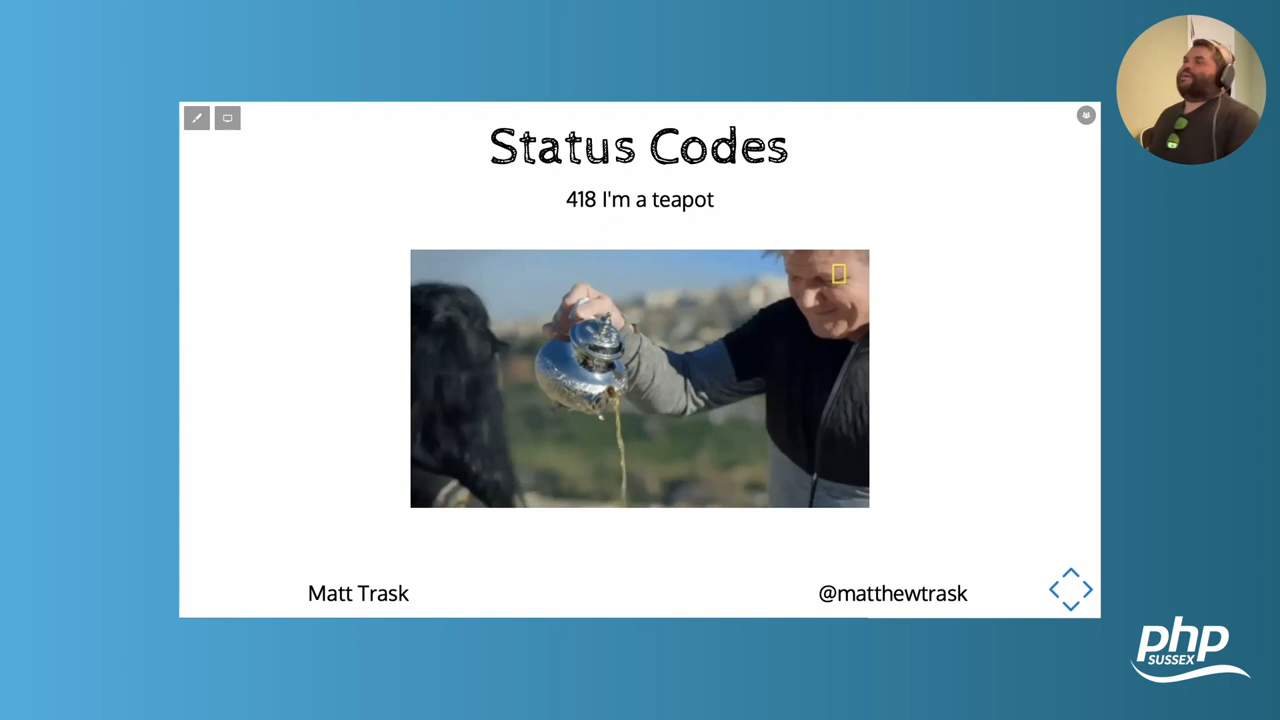 Status Codes
418 I'm a teapot
Matt Trask
@matthewtrask
php
SUSSEX